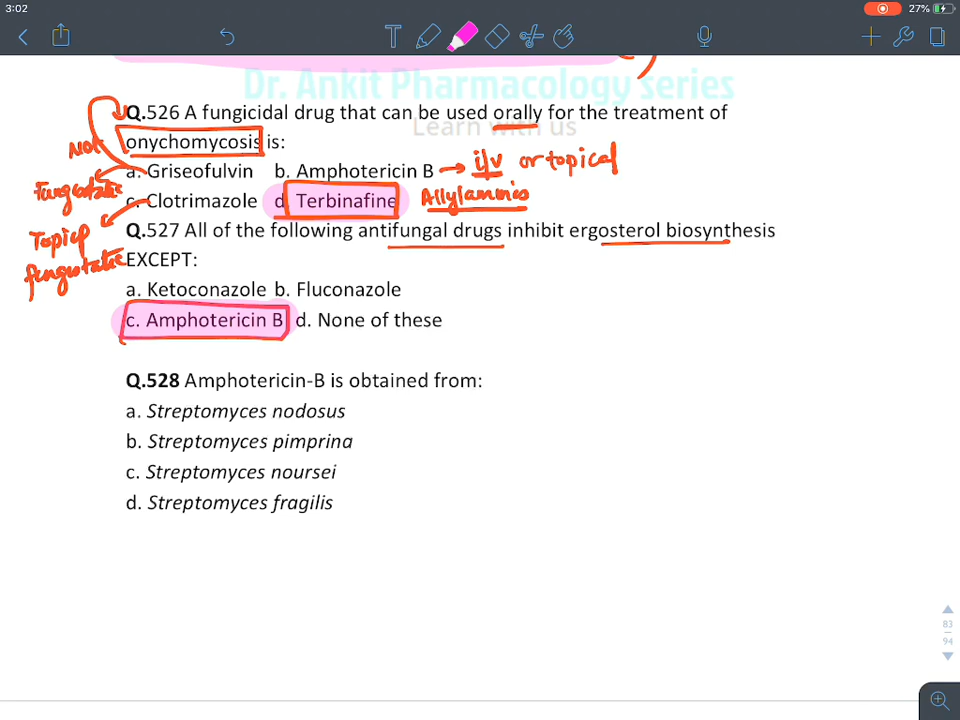 3:02
27%
T
Dr. Ankit Pharmacology series
Learn with us
Q.526 A fungicidal drug that can be used orally for the treatment of
onychomycosis is:
Not
a. Griseofulvin b. Amphotericin B → i/v or topical
fungostatic
c. Clotrimazole d. Terbinafine Allylamines
Topical
fungostatic
Q.527 All of the following antifungal drugs inhibit ergosterol biosynthesis
EXCEPT:
a. Ketoconazole b. Fluconazole
c. Amphotericin B d. None of these
Q.528 Amphotericin-B is obtained from:
a. Streptomyces nodosus
b. Streptomyces pimprina
c. Streptomyces noursei
d. Streptomyces fragilis
83
94